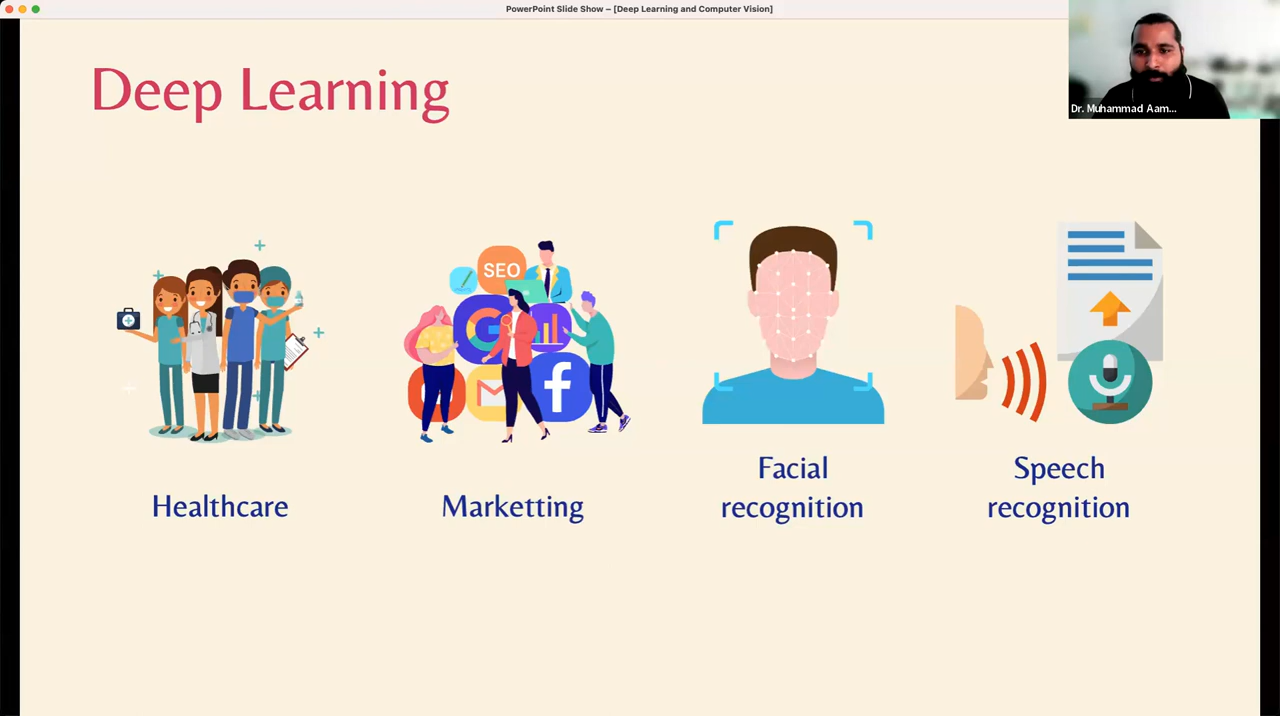 PowerPoint Slide Show – [Deep Learning and Computer Vision]
Dr. Muhammad Aam...
Deep Learning
SEO
Healthcare
Marketting
Facial
recognition
Speech
recognition